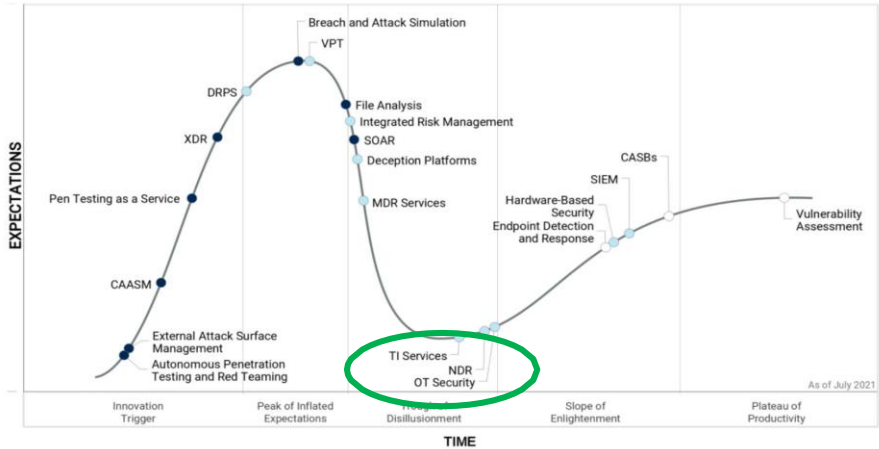 Breach and Attack Simulation
VPT
DRPS
File Analysis
Integrated Risk Management
XDR
SOAR
CASBs
Deception Platforms
SIEM
Pen Testing as a Service
MDR Services
Hardware-Based
Security
Endpoint Detection
and Response
Vulnerability
Assessment
EXPECTATIONS
CAASM
External Attack Surface
Management
Autonomous Penetration
Testing and Red Teaming
TI Services
NDR
OT Security
As of July 2021
Innovation
Trigger
Peak of Inflated
Expectations
Disillusionment
Slope of
Enlightenment
Plateau of
Productivity
TIME